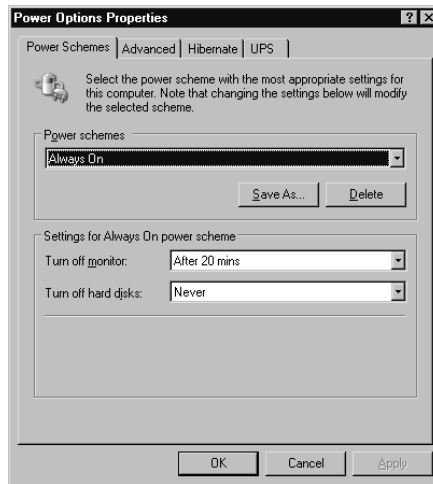 Power Options Properties
Power Schemes Advanced Hibernate UPS
Select the power scheme with the most appropriate settings for
this computer. Note that changing the settings below will modify
the selected scheme.
Power schemes
Always On
Save As... Delete
Settings for Always On power scheme
Turn off monitor: After 20 mins
Turn off hard disks: Never
OK Cancel Apply